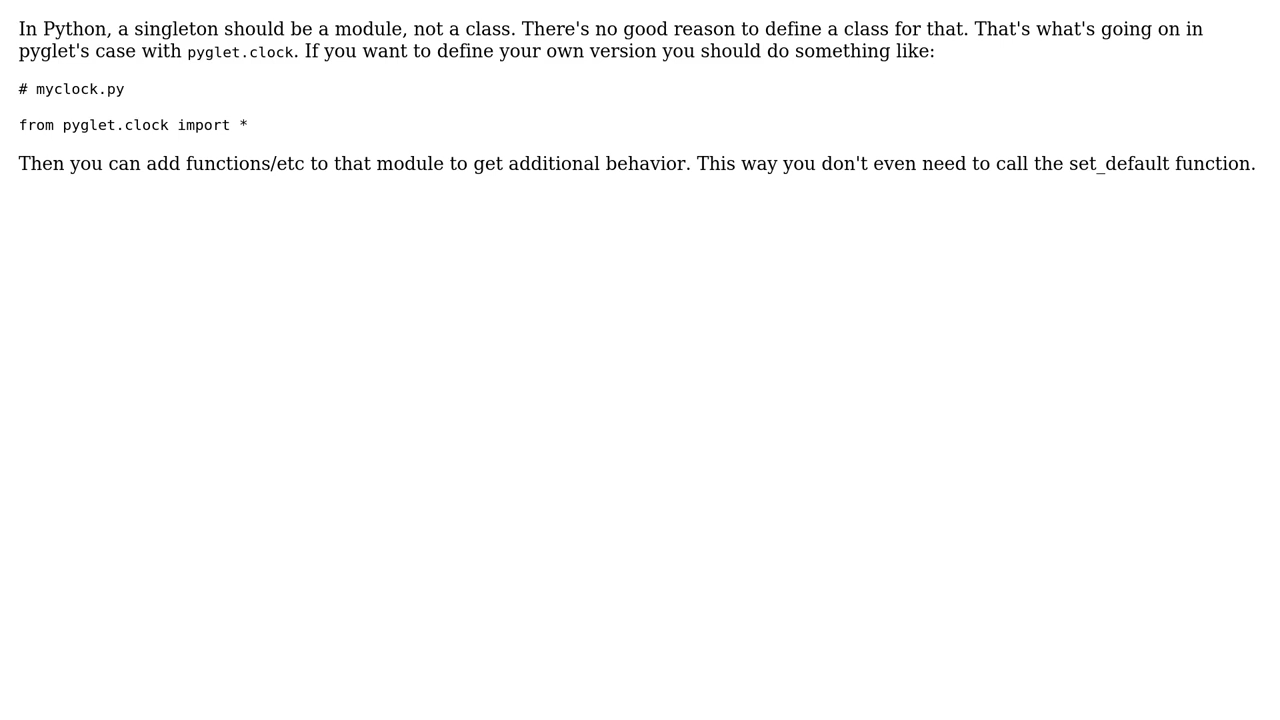 In Python, a singleton should be a module, not a class. There's no good reason to define a class for that. That's what's going on in
pyglet's case with pyglet.clock. If you want to define your own version you should do something like:
# myclock.py
from pyglet.clock import *
Then you can add functions/etc to that module to get additional behavior. This way you don't even need to call the set_default function.